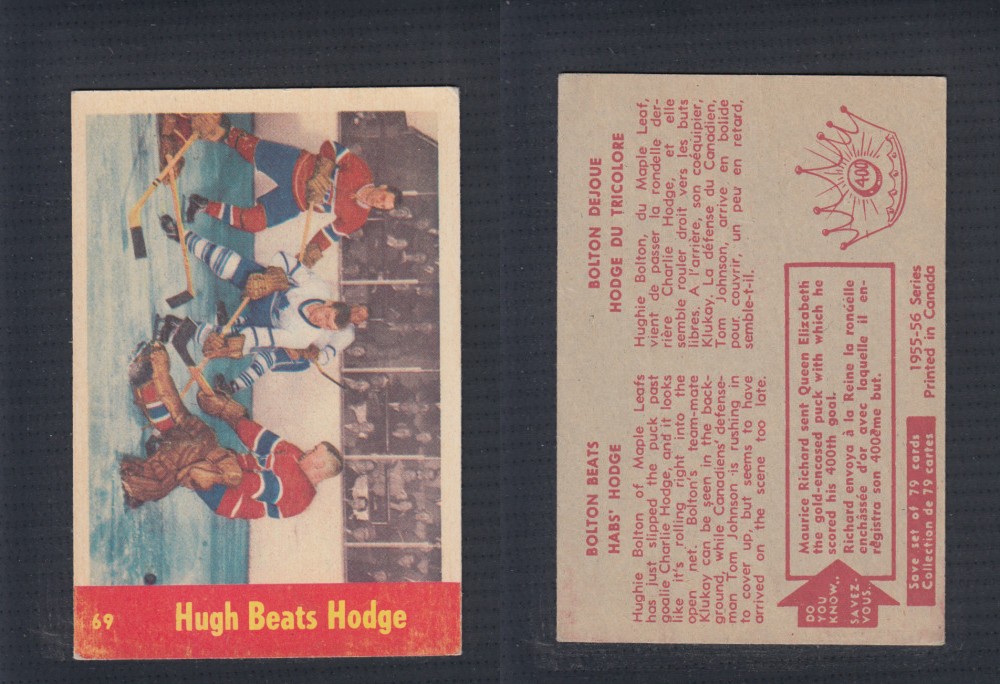 69
Hugh Beats Hodge
BOLTON BEATS
HABS' HODGE
Hughie Bolton of Maple Leafs
has just slipped the puck past
goalie Charlie Hodge, and it looks
like it's rolling right into the
open net. Bolton's team-mate
Klukay can be seen in the back-
ground, while Canadiens' defense-
man Tom Johnson is rushing in
to cover up, but seems to have
arrived on the scene too late.
BOLTON DEJOUE
HODGE DU TRICOLORE
Hughie Bolton, du Maple Leaf,
vient de passer la rondelle der-
rière Charlie Hodge, et elle
semble rouler droit vers les buts
libres. A l'arrière, son coéquipier,
Klukay. La défense du Canadien,
Tom Johnson, arrive en bolide
pour couvrir, un peu en retard,
semble-t-il.
400
DO
YOU
KNOW..
SAVEZ-
VOUS.
Maurice Richard sent Queen Elizabeth
the gold-encased puck with which he
scored his 400th goal.
Richard envoya à la Reine la rondelle
enchâssée d'or avec laquelle il en-
régistra son 400ème but.
Save set of 79 cards
Collection de 79 cartes
1955-56 Series
Printed in Canada